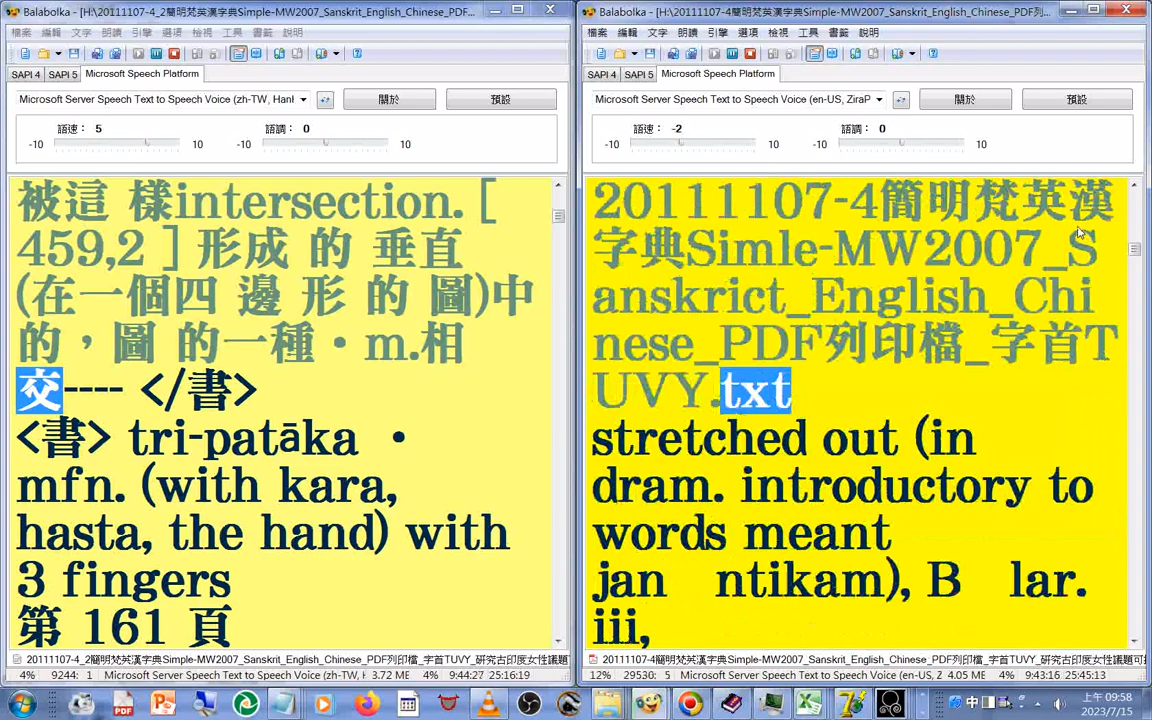 Balabolka - [H:\20111107-4_2簡明梵英漢字典Simple-MW2007_Sanskrit_English_Chinese_PDF...
檔案 編輯 文字 朗讀 引擎 選項 檢視 工具 書籤 說明
SAPI 4 SAPI 5 Microsoft Speech Platform
Microsoft Server Speech Text to Speech Voice (zh-TW, HanH
關於 預設
語速： 5 語調： 0
-10 10 -10 10
被這 樣intersection. [
459,2 ] 形成 的 垂直
(在一個四 邊 形 的 圖)中
的，圖 的一種・m.相
交---- </書>
<書> tri-patāka ・
mfn. (with kara,
hasta, the hand) with
3 fingers
第 161 頁
20111107-4_2簡明梵英漢字典Simple-MW2007_Sanskrit_English_Chinese_PDF列印檔_字首TUVY_研究古印度女性議題
4% 9244: 1 Microsoft Server Speech Text to Speech Voice (zh-TW, H 3.72 ME 4% 9:44:27 25:16:19
Balabolka - [H:\20111107-4簡明梵英漢字典Simple-MW2007_Sanskrit_English_Chinese_PDF列...
檔案 編輯 文字 朗讀 引擎 選項 檢視 工具 書籤 說明
SAPI 4 SAPI 5 Microsoft Speech Platform
Microsoft Server Speech Text to Speech Voice (en-US, ZiraP
關於 預設
語速： -2 語調： 0
-10 10 -10 10
20111107-4簡明梵英漢
字典Simle-MW2007_S
anskrict_English_Chi
nese_PDF列印檔_字首T
UVY.txt
stretched out (in
dram. introductory to
words meant
jan ntikam), B lar.
iii,
20111107-4簡明梵英漢字典Simple-MW2007_Sanskrit_English_Chinese_PDF列印檔_字首TUVY_研究古印度女性議題可
12% 29530: 5 Microsoft Server Speech Text to Speech Voice (en-US, Z 4.05 ME 4% 9:43:16 25:45:13
中
上午 09:58
2023/7/15